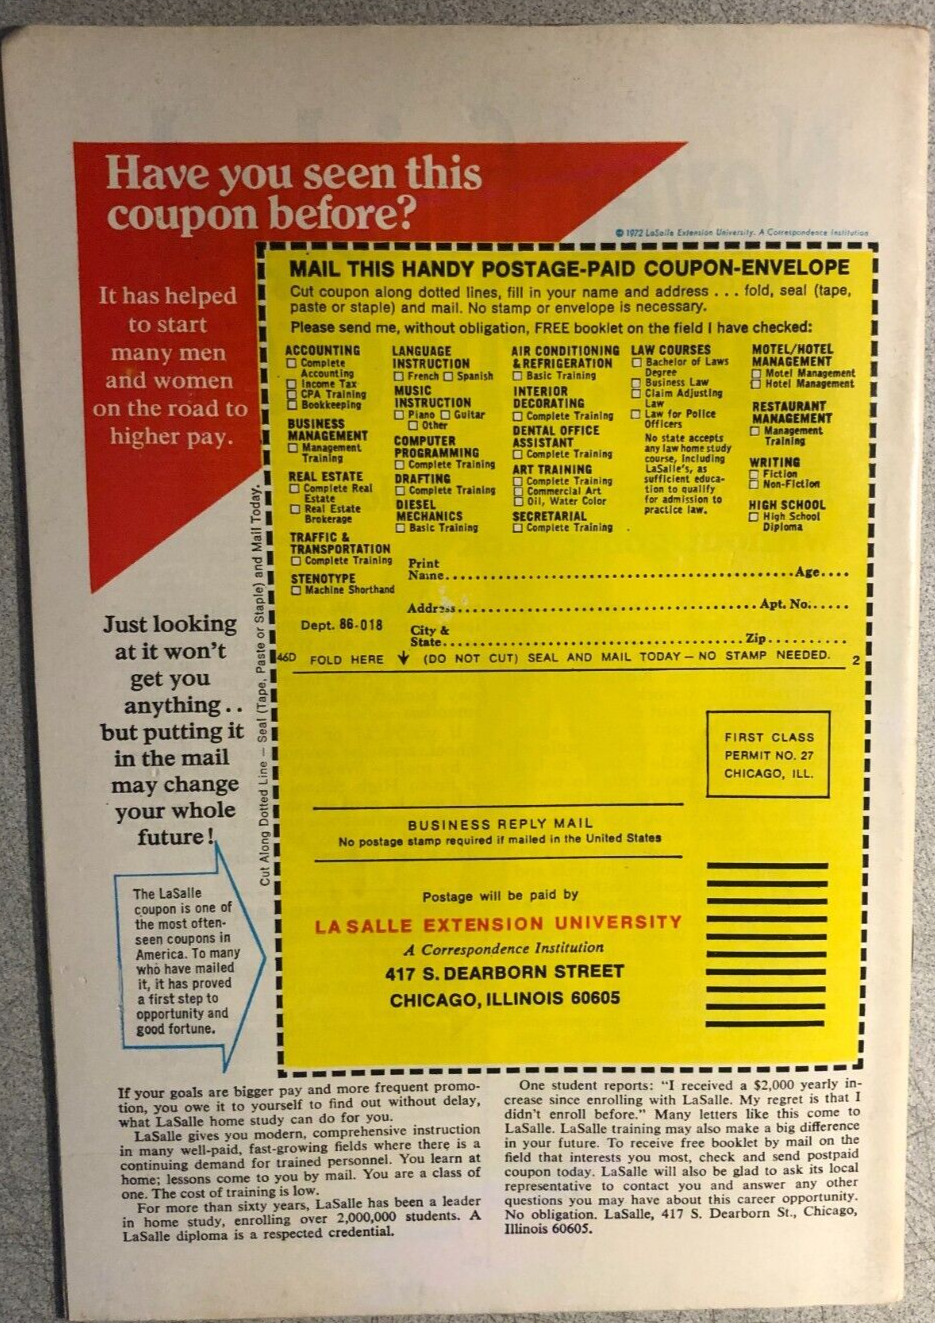 Have you seen this
coupon before?
© 1972 LaSalle Extension University. A Correspondence Institution
It has helped
to start
many men
and women
on the road to
higher pay.
MAIL THIS HANDY POSTAGE-PAID COUPON-ENVELOPE
Cut coupon along dotted lines, fill in your name and address . . . fold, seal (tape,
paste or staple) and mail. No stamp or envelope is necessary.
Please send me, without obligation, FREE booklet on the field I have checked:
ACCOUNTING
☐ Complete
Accounting
☐ Income Tax
☐ CPA Training
☐ Bookkeeping
BUSINESS
MANAGEMENT
☐ Management
Training
REAL ESTATE
☐ Complete Real
Estate
☐ Real Estate
Brokerage
TRAFFIC &
TRANSPORTATION
☐ Complete Training
STENOTYPE
☐ Machine Shorthand
LANGUAGE
INSTRUCTION
☐ French ☐ Spanish
MUSIC
INSTRUCTION
☐ Piano ☐ Guitar
☐ Other
COMPUTER
PROGRAMMING
☐ Complete Training
DRAFTING
☐ Complete Training
DIESEL
MECHANICS
☐ Basic Training
AIR CONDITIONING
& REFRIGERATION
☐ Basic Training
INTERIOR
DECORATING
☐ Complete Training
DENTAL OFFICE
ASSISTANT
☐ Complete Training
ART TRAINING
☐ Complete Training
☐ Commercial Art
☐ Oil, Water Color
SECRETARIAL
☐ Complete Training
LAW COURSES
☐ Bachelor of Laws
Degree
☐ Business Law
☐ Claim Adjusting
Law
☐ Law for Police
Officers
No state accepts
any law home study
course, including
LaSalle's, as
sufficient educa-
tion to qualify
for admission to
practice law.
MOTEL/HOTEL
MANAGEMENT
☐ Motel Management
☐ Hotel Management
RESTAURANT
MANAGEMENT
☐ Management
Training
WRITING
☐ Fiction
☐ Non-Fiction
HIGH SCHOOL
☐ High School
Diploma
Print
Name.......... Age....
Address.......... Apt. No......
Dept. 86-018
City &
State.......... Zip..........
46D FOLD HERE ↓ (DO NOT CUT) SEAL AND MAIL TODAY — NO STAMP NEEDED. 2
Cut Along Dotted Line — Seal (Tape, Paste or Staple) and Mail Today.
Just looking
at it won't
get you
anything . .
but putting it
in the mail
may change
your whole
future!
The LaSalle
coupon is one of
the most often-
seen coupons in
America. To many
who have mailed
it, it has proved
a first step to
opportunity and
good fortune.
FIRST CLASS
PERMIT NO. 27
CHICAGO, ILL.
BUSINESS REPLY MAIL
No postage stamp required if mailed in the United States
Postage will be paid by
LA SALLE EXTENSION UNIVERSITY
A Correspondence Institution
417 S. DEARBORN STREET
CHICAGO, ILLINOIS 60605
If your goals are bigger pay and more frequent promo-
tion, you owe it to yourself to find out without delay,
what LaSalle home study can do for you.
LaSalle gives you modern, comprehensive instruction
in many well-paid, fast-growing fields where there is a
continuing demand for trained personnel. You learn at
home; lessons come to you by mail. You are a class of
one. The cost of training is low.
For more than sixty years, LaSalle has been a leader
in home study, enrolling over 2,000,000 students. A
LaSalle diploma is a respected credential.
One student reports: "I received a $2,000 yearly in-
crease since enrolling with LaSalle. My regret is that I
didn't enroll before." Many letters like this come to
LaSalle. LaSalle training may also make a big difference
in your future. To receive free booklet by mail on the
field that interests you most, check and send postpaid
coupon today. LaSalle will also be glad to ask its local
representative to contact you and answer any other
questions you may have about this career opportunity.
No obligation. LaSalle, 417 S. Dearborn St., Chicago,
Illinois 60605.